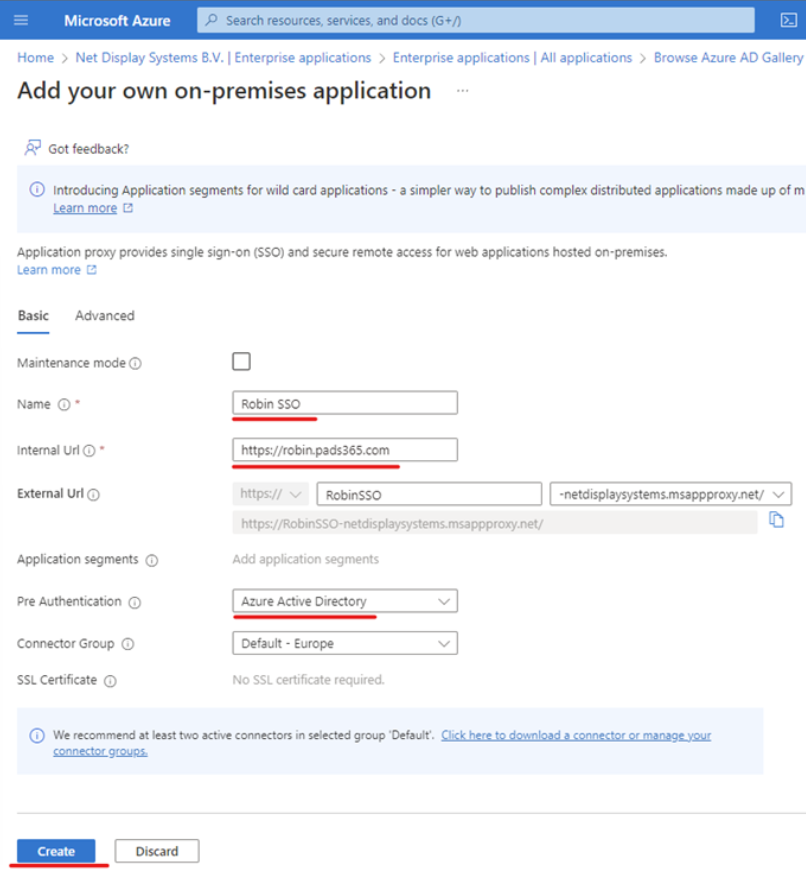 Microsoft Azure
Search resources, services, and docs (G+/)
Home > Net Display Systems B.V. | Enterprise applications > Enterprise applications | All applications > Browse Azure AD Gallery
Add your own on-premises application ...
Got feedback?
Introducing Application segments for wild card applications - a simpler way to publish complex distributed applications made up of m
Learn more
Application proxy provides single sign-on (SSO) and secure remote access for web applications hosted on-premises.
Learn more
Basic Advanced
Maintenance mode
Name * Robin SSO
Internal Url * https://robin.pads365.com
External Url https:// RobinSSO -netdisplaysystems.msappproxy.net/
https://RobinSSO-netdisplaysystems.msappproxy.net/
Application segments Add application segments
Pre Authentication Azure Active Directory
Connector Group Default - Europe
SSL Certificate No SSL certificate required.
We recommend at least two active connectors in selected group 'Default'. Click here to download a connector or manage your
connector groups.
Create Discard